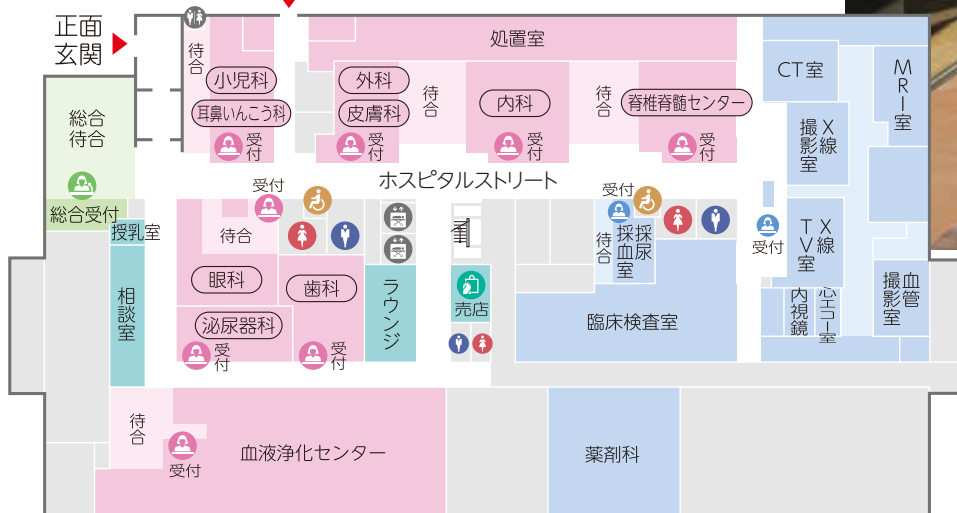 正面
玄関
待合
小児科
耳鼻いんこう科
受付
処置室
外科
皮膚科
受付
待合
内科
受付
待合
脊椎脊髄センター
受付
CT室
MRI室
X線
撮影室
総合
待合
総合受付
ホスピタルストリート
授乳室
相談室
受付
待合
眼科
泌尿器科
受付
歯科
受付
ラウンジ
売店
受付
待合
採尿
採血室
臨床検査室
受付
X線
TV室
内視鏡
心エコー室
血管
撮影室
待合
受付
血液浄化センター
薬剤科